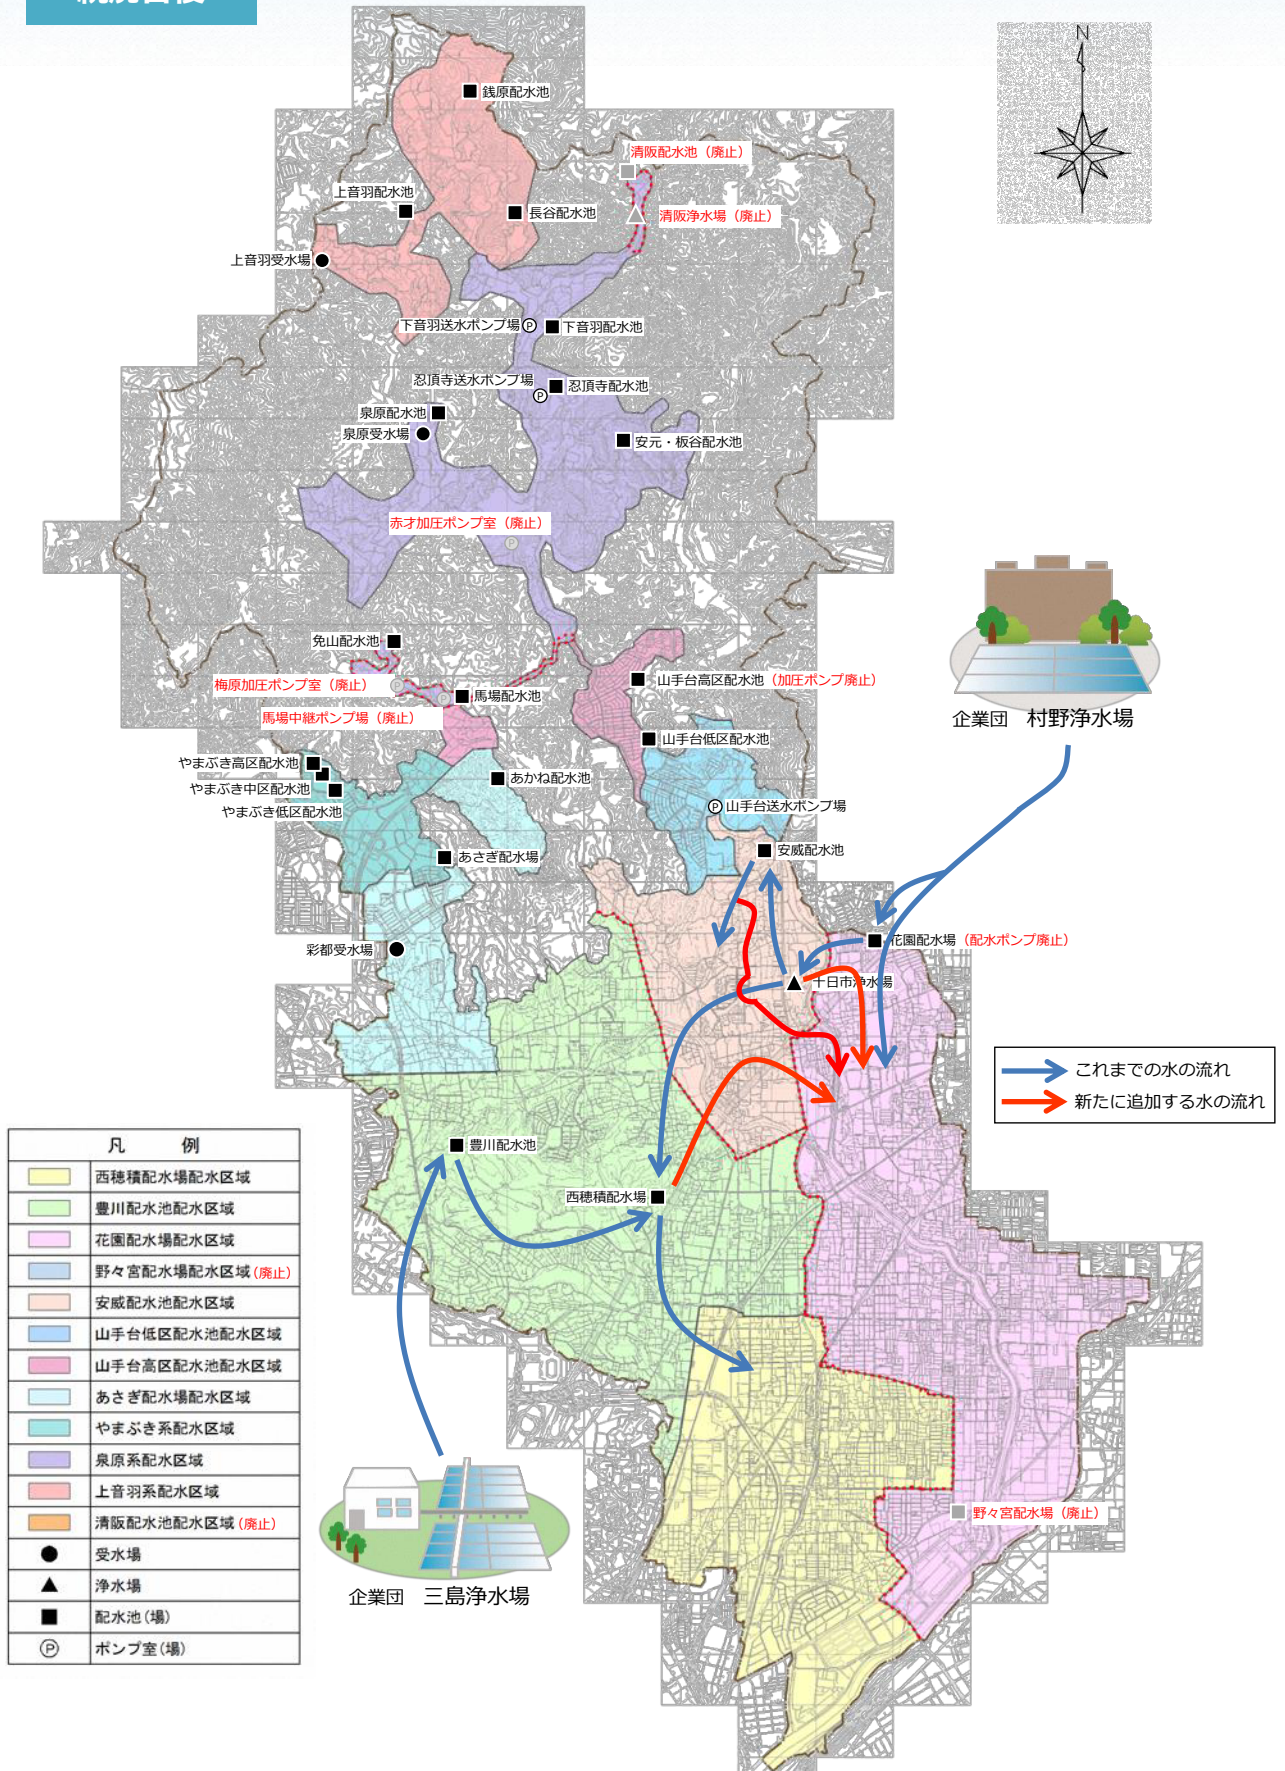 N
銭原配水池
清阪配水池（廃止）
上音羽配水池
長谷配水池
清阪浄水場（廃止）
上音羽受水場
下音羽送水ポンプ場
P
下音羽配水池
忍頂寺送水ポンプ場
P
忍頂寺配水池
泉原配水池
泉原受水場
安元・板谷配水池
赤才加圧ポンプ室（廃止）
P
免山配水池
梅原加圧ポンプ室（廃止）
P
馬場配水池
馬場中継ポンプ場（廃止）
山手台高区配水池（加圧ポンプ廃止）
企業団 村野浄水場
山手台低区配水池
やまぶき高区配水池
やまぶき中区配水池
やまぶき低区配水池
あかね配水池
P
山手台送水ポンプ場
あさぎ配水場
安威配水池
彩都受水場
花園配水場（配水ポンプ廃止）
十日市浄水場
これまでの水の流れ
新たに追加する水の流れ
豊川配水池
西穂積配水場
凡 例
西穂積配水場配水区域
豊川配水池配水区域
花園配水場配水区域
野々宮配水場配水区域(廃止)
安威配水池配水区域
山手台低区配水池配水区域
山手台高区配水池配水区域
あさぎ配水場配水区域
やまぶき系配水区域
泉原系配水区域
上音羽系配水区域
清阪配水池配水区域(廃止)
受水場
浄水場
配水池(場)
P
ポンプ室(場)
野々宮配水場（廃止）
企業団 三島浄水場